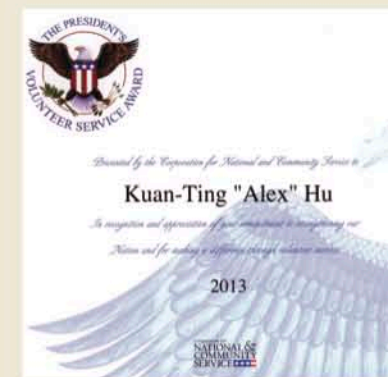 THE PRESIDENT'S
VOLUNTEER SERVICE AWARD
Presented by the Corporation for National and Community Service to
Kuan-Ting "Alex" Hu
In recognition and appreciation of your commitment to strengthening our
Nation and for making a difference through volunteer service
2013
NATIONAL &
COMMUNITY
SERVICE